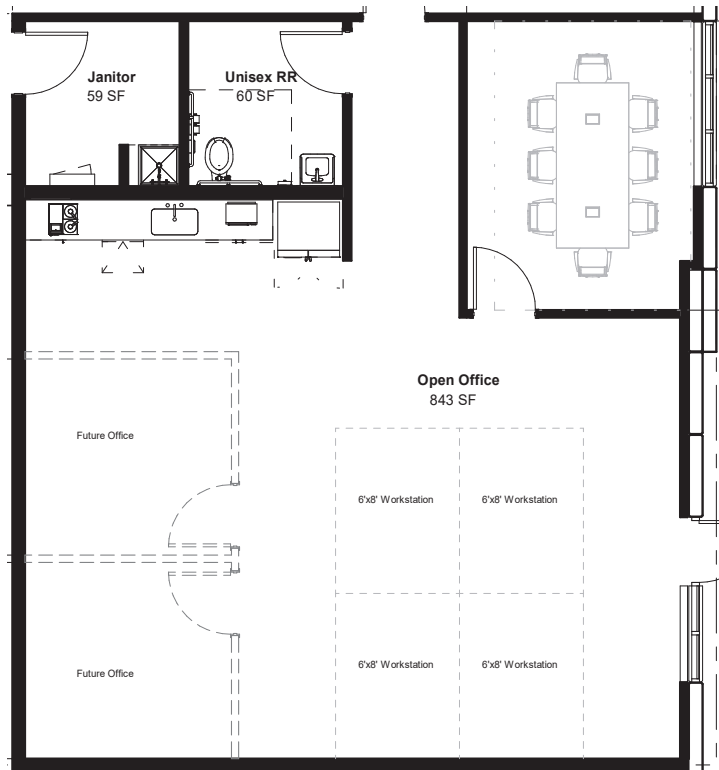 Janitor
59 SF
Unisex RR
60 SF
Open Office
843 SF
Future Office
6'x8' Workstation
6'x8' Workstation
6'x8' Workstation
6'x8' Workstation
Future Office